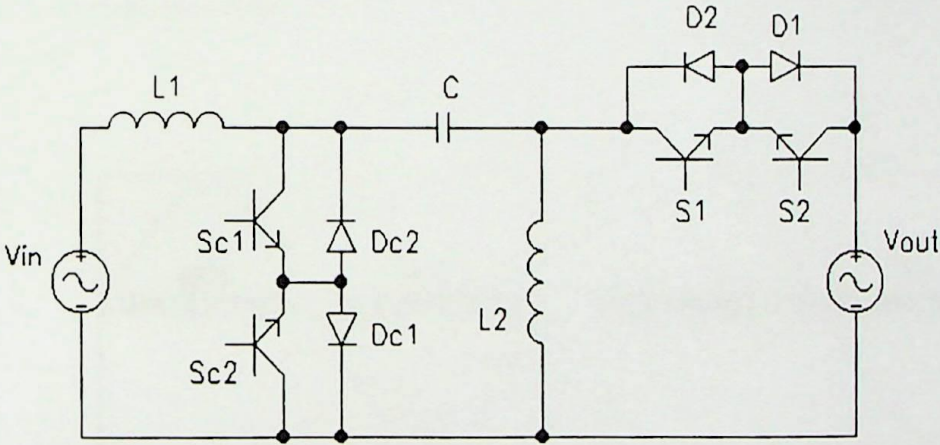 D2
D1
L1
C
S1
S2
Sc1
Dc2
Vin
+
-
Vout
+
-
L2
Dc1
Sc2